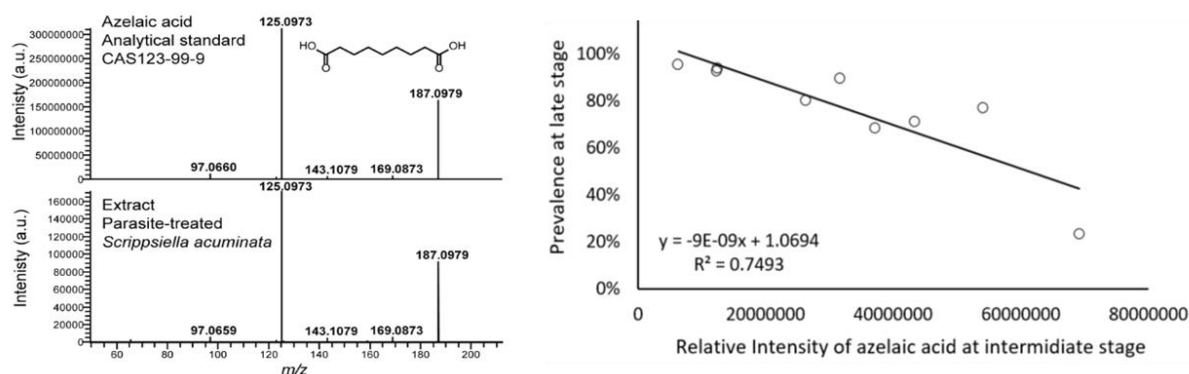 Azelaic acid
Analytical standard
CAS123-99-9
125.0973
HO
O
O
OH
187.0979
97.0660
143.1079
169.0873
300000000
250000000
200000000
150000000
100000000
50000000
0
Intenisty (a.u.)
125.0973
Extract
Parasite-treated
Scrippsiella acuminata
187.0979
97.0659
143.1079
169.0873
160000
140000
120000
100000
80000
60000
40000
20000
0
Intenisty (a.u.)
60 80 100 120 140 160 180 200
m/z
Prevalence at late stage
100%
80%
60%
40%
20%
0%
y = -9E-09x + 1.0694
R² = 0.7493
0 20000000 40000000 60000000 80000000
Relative Intensity of azelaic acid at intermidiate stage